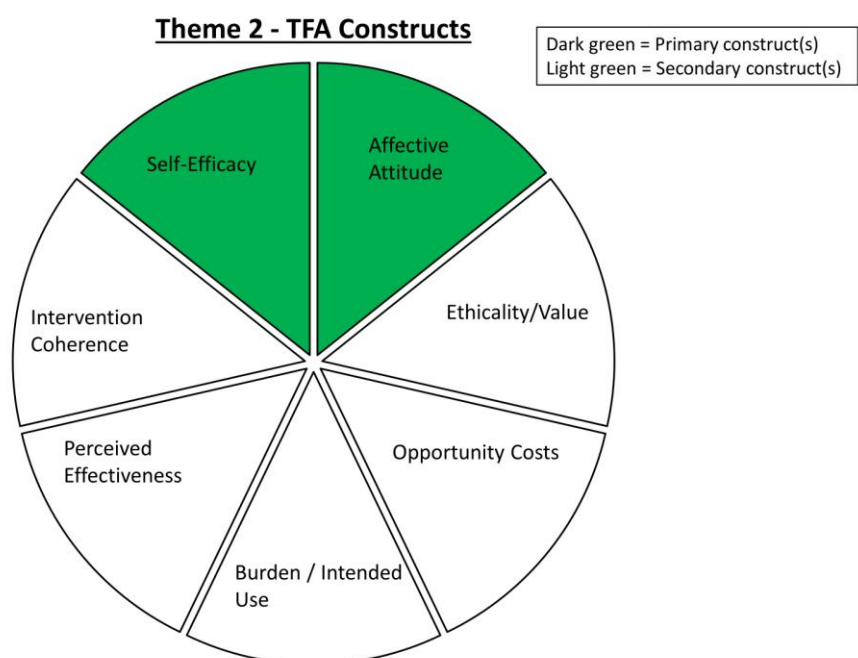 Theme 2 - TFA Constructs
Dark green = Primary construct(s)
Light green = Secondary construct(s)
Self-Efficacy
Affective
Attitude
Intervention
Coherence
Ethicality/Value
Perceived
Effectiveness
Opportunity Costs
Burden / Intended
Use